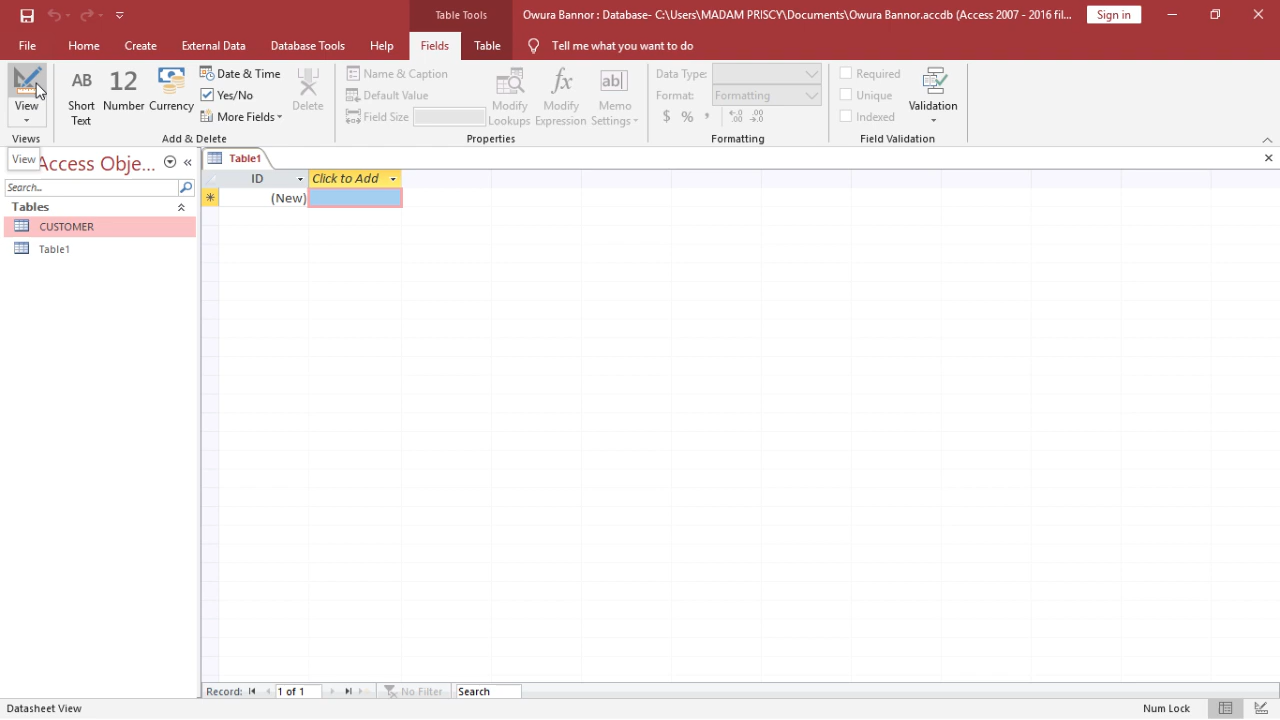 Table Tools
Owura Bannor : Database- C:\Users\MADAM PRISCY\Documents\Owura Bannor.accdb (Access 2007 - 2016 fil...
Sign in
File
Home
Create
External Data
Database Tools
Help
Fields
Table
Tell me what you want to do
View
Views
AB
Short
Text
12
Number
Currency
Date & Time
Yes/No
More Fields
Delete
Add & Delete
Name & Caption
Default Value
Field Size
Modify
Lookups
fx
Modify
Expression
ab
Memo
Settings
Properties
Data Type:
Format:
Formatting
$ % ,
.00
.00
Formatting
Required
Unique
Indexed
Validation
Field Validation
View
Access Obje...
Search...
Tables
CUSTOMER
Table1
Table1
ID
Click to Add
(New)
Record:
1 of 1
No Filter
Search
Datasheet View
Num Lock